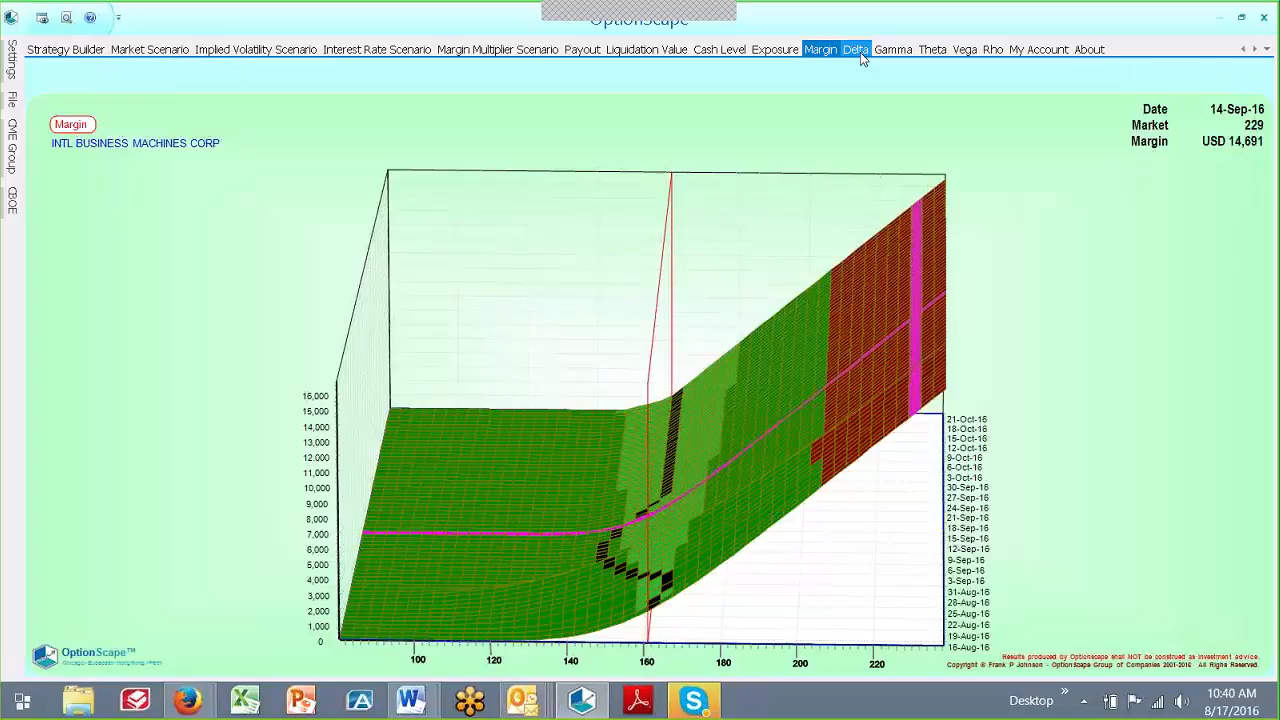 OptionScape
Strategy Builder Market Scenario Implied Volatility Scenario Interest Rate Scenario Margin Multiplier Scenario Payout Liquidation Value Cash Level Exposure Margin Delta Gamma Theta Vega Rho My Account About
Settings
File
CME Group
CBOE
Margin
INTL BUSINESS MACHINES CORP
Date 14-Sep-16
Market 229
Margin USD 14,691
16,000
15,000
14,000
13,000
12,000
11,000
10,000
9,000
8,000
7,000
6,000
5,000
4,000
3,000
2,000
1,000
0
21-Oct-16
18-Oct-16
15-Oct-16
12-Oct-16
9-Oct-16
6-Oct-16
3-Oct-16
30-Sep-16
27-Sep-16
24-Sep-16
21-Sep-16
18-Sep-16
15-Sep-16
12-Sep-16
9-Sep-16
6-Sep-16
3-Sep-16
31-Aug-16
28-Aug-16
25-Aug-16
22-Aug-16
19-Aug-16
16-Aug-16
100 120 140 160 180 200 220
OptionScape™
Chicago - Budapest - Hong Kong - Perth
Results produced by Optionscape shall NOT be construed as investment advice.
Copyright © Frank P Johnson - OptionScape Group of Companies 2001-2016 All Rights Reserved.
Desktop
10:40 AM
8/17/2016